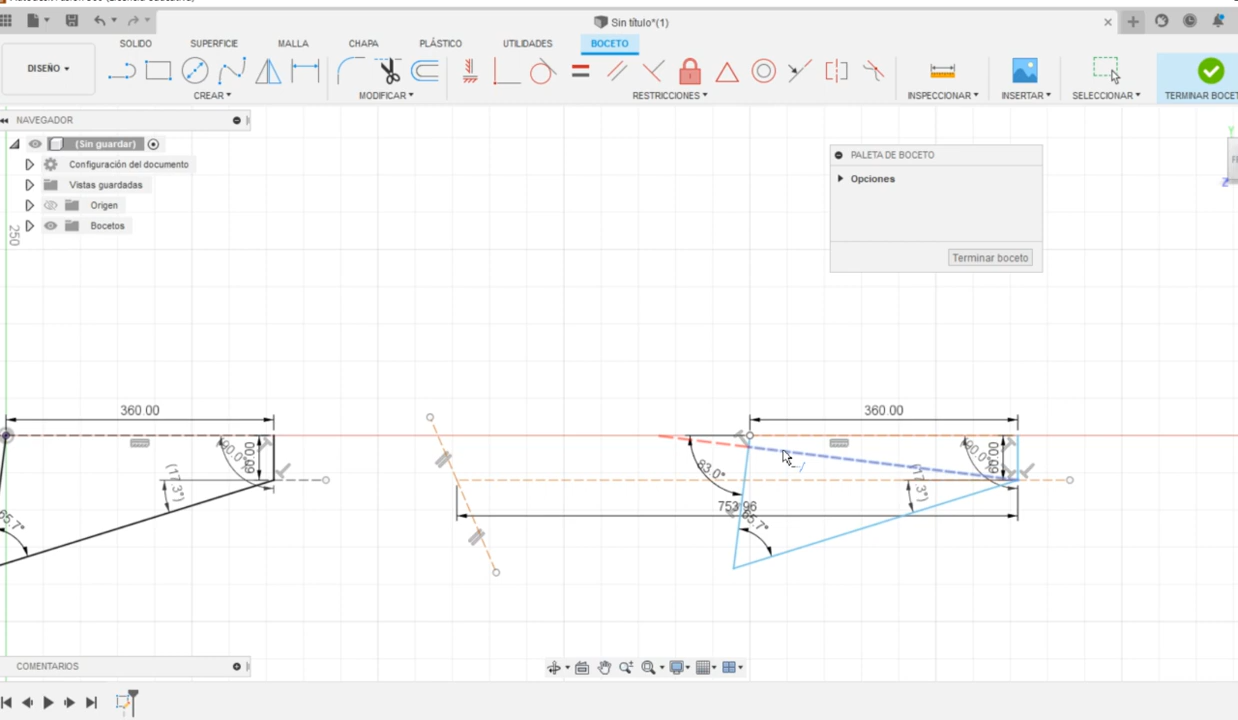 Sin título*(1)
SOLIDO SUPERFICIE MALLA CHAPA PLÁSTICO UTILIDADES BOCETO
DISEÑO
CREAR MODIFICAR RESTRICCIONES INSPECCIONAR INSERTAR SELECCIONAR TERMINAR BOCET
NAVEGADOR
(Sin guardar)
Configuración del documento
Vistas guardadas
Origen
Bocetos
250
PALETA DE BOCETO
Opciones
Terminar boceto
360.00
360.00
(90.0°)
60.00
(17.3°)
65.7°
83.0°
(90.0°)
60.00
(17.3°)
753.96
65.7°
COMENTARIOS